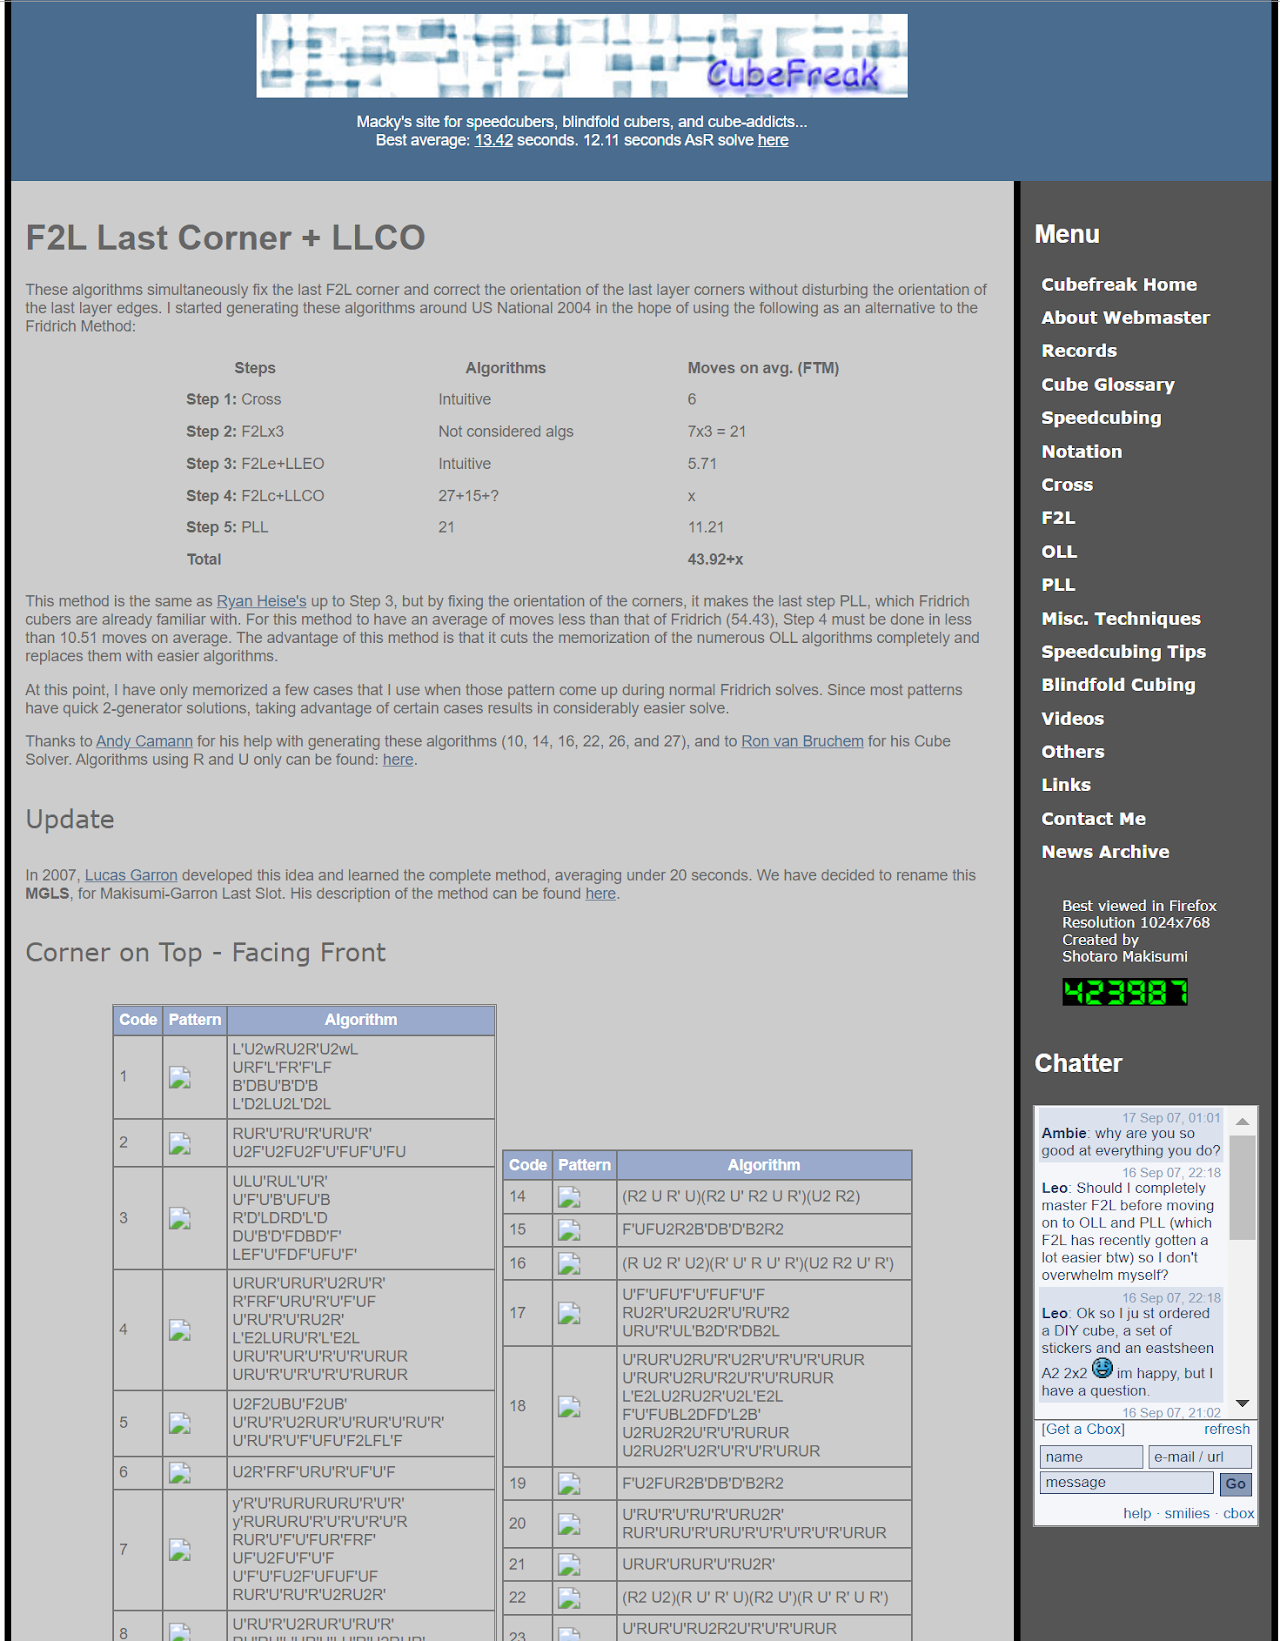 CubeFreak
Macky's site for speedcubers, blindfold cubers, and cube-addicts...
Best average: 13.42 seconds. 12.11 seconds AsR solve here
F2L Last Corner + LLCO
These algorithms simultaneously fix the last F2L corner and correct the orientation of the last layer corners without disturbing the orientation of
the last layer edges. I started generating these algorithms around US National 2004 in the hope of using the following as an alternative to the
Fridrich Method:
Steps Algorithms Moves on avg. (FTM)
Step 1: Cross Intuitive 6
Step 2: F2Lx3 Not considered algs 7x3 = 21
Step 3: F2Le+LLEO Intuitive 5.71
Step 4: F2Lc+LLCO 27+15+? x
Step 5: PLL 21 11.21
Total 43.92+x
This method is the same as Ryan Heise's up to Step 3, but by fixing the orientation of the corners, it makes the last step PLL, which Fridrich
cubers are already familiar with. For this method to have an average of moves less than that of Fridrich (54.43), Step 4 must be done in less
than 10.51 moves on average. The advantage of this method is that it cuts the memorization of the numerous OLL algorithms completely and
replaces them with easier algorithms.
At this point, I have only memorized a few cases that I use when those pattern come up during normal Fridrich solves. Since most patterns
have quick 2-generator solutions, taking advantage of certain cases results in considerably easier solve.
Thanks to Andy Camann for his help with generating these algorithms (10, 14, 16, 22, 26, and 27), and to Ron van Bruchem for his Cube
Solver. Algorithms using R and U only can be found: here.
Update
In 2007, Lucas Garron developed this idea and learned the complete method, averaging under 20 seconds. We have decided to rename this
MGLS, for Makisumi-Garron Last Slot. His description of the method can be found here.
Corner on Top - Facing Front
Code Pattern Algorithm
1
L'U2wRU2R'U2wL
URF'L'FR'F'LF
B'DBU'B'D'B
L'D2LU2L'D2L
2
RUR'U'RU'R'URU'R'
U2F'U2FU2F'U'FUF'U'FU
3
ULU'RUL'U'R'
U'F'U'B'UFU'B
R'D'LDRD'L'D
DU'B'D'FDBD'F'
LEF'U'FDF'UFU'F'
4
URUR'URUR'U2RU'R'
R'FRF'URU'R'U'F'UF
U'RU'R'U'RU2R'
L'E2LURU'R'L'E2L
URU'R'UR'U'R'U'R'URUR
URU'R'U'R'U'R'U'RURUR
5
U2F2UBU'F2UB'
U'RU'R'U2RUR'U'RUR'U'RU'R'
U'RU'R'U'F'UFU'F2LFL'F
6
U2R'FRF'URU'R'UF'U'F
7
y'R'U'RURURURU'R'U'R'
y'RURURU'R'U'R'U'R'U'R
RUR'U'F'U'FUR'FRF'
UF'U2FU'F'U'F
U'F'U'FU2F'UFUF'UF
RUR'U'RU'R'U2RU2R'
8
U'RU'R'U2RUR'U'RU'R'
Code Pattern Algorithm
14 (R2 U R' U)(R2 U' R2 U R')(U2 R2)
15 F'UFU2R2B'DB'D'B2R2
16 (R U2 R' U2)(R' U' R U' R')(U2 R2 U' R')
17
U'F'UFU'F'U'FUF'U'F
RU2R'UR2U2R'U'RU'R2
URU'R'UL'B2D'R'DB2L
18
U'RUR'U2RU'R'U2R'U'R'U'R'URUR
U'RUR'U2RU'R2U'R'U'RURUR
L'E2LU2RU2R'U2L'E2L
F'U'FUBL2DFD'L2B'
U2RU2R2U'R'U'RURUR
U2RU2R'U2R'U'R'U'R'URUR
19 F'U2FUR2B'DB'D'B2R2
20
U'RU'R'U'RU'R'URU2R'
RUR'URU'R'URU'R'U'R'U'R'U'R'URUR
21 URUR'URUR'U'RU2R'
22 (R2 U2)(R U' R' U)(R2 U')(R U' R' U R')
23 U'RUR'U'RU2R2U'R'U'R'URUR
Menu
Cubefreak Home
About Webmaster
Records
Cube Glossary
Speedcubing
Notation
Cross
F2L
OLL
PLL
Misc. Techniques
Speedcubing Tips
Blindfold Cubing
Videos
Others
Links
Contact Me
News Archive
Best viewed in Firefox
Resolution 1024x768
Created by
Shotaro Makisumi
423987
Chatter
17 Sep 07, 01:01
Ambie: why are you so
good at everything you do?
16 Sep 07, 22:18
Leo: Should I completely
master F2L before moving
on to OLL and PLL (which
F2L has recently gotten a
lot easier btw) so I don't
overwhelm myself?
16 Sep 07, 22:18
Leo: Ok so I ju st ordered
a DIY cube, a set of
stickers and an eastsheen
A2 2x2 im happy, but I
have a question.
16 Sep 07, 21:02
[Get a Cbox] refresh
name e-mail / url
message Go
help · smilies · cbox